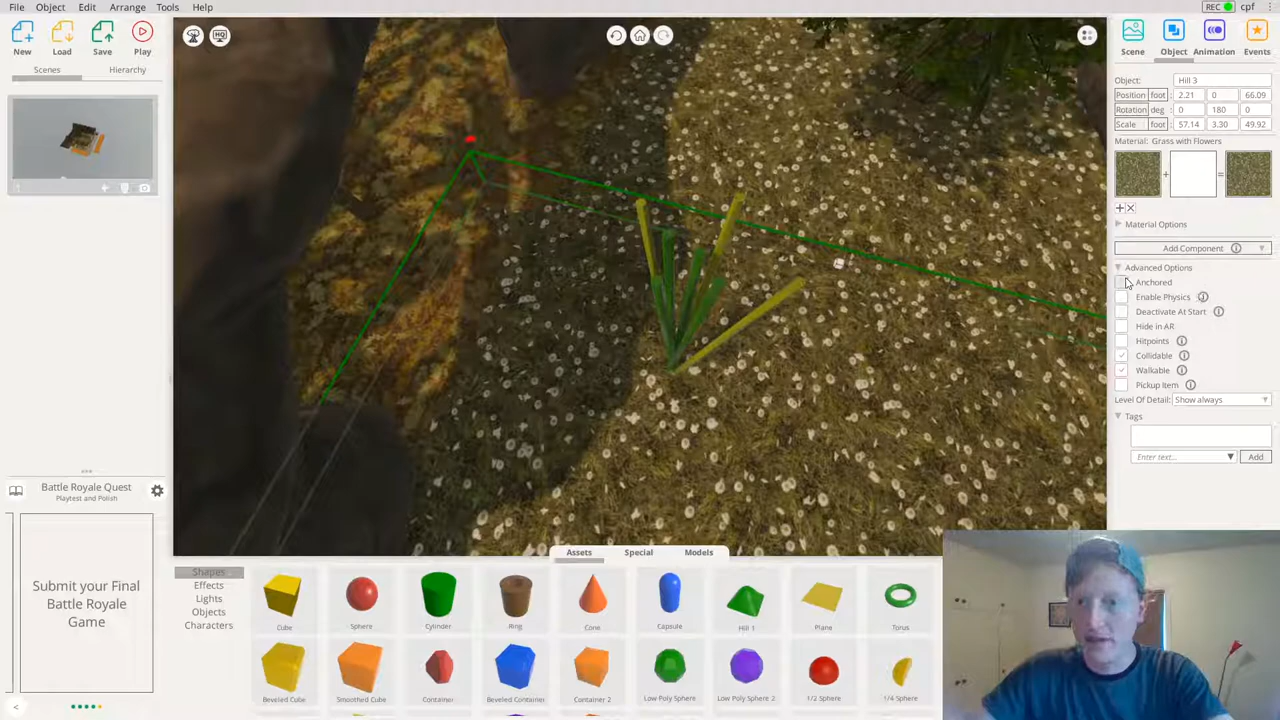 File Object Edit Arrange Tools Help
REC cpf
New Load Save Play
Scenes Hierarchy
HQ
Scene Object Animation Events
Object: Hill 3
Position foot : 2.21 0 66.09
Rotation deg : 0 180 0
Scale foot : 57.14 3.30 49.92
Material: Grass with Flowers
+ =
Material Options
Add Component
Advanced Options
Anchored
Enable Physics
Deactivate At Start
Hide in AR
Hitpoints
Collidable
Walkable
Pickup Item
Level Of Detail: Show always
Tags
Enter text... Add
Battle Royale Quest
Playtest and Polish
Submit your Final
Battle Royale
Game
Assets Special Models
Shapes
Effects
Lights
Objects
Characters
Cube Sphere Cylinder Ring Cone Capsule Hill 1 Plane Torus
Beveled Cube Smoothed Cube Container Beveled Container Container 2 Low Poly Sphere Low Poly Sphere 2 1/2 Sphere 1/4 Sphere